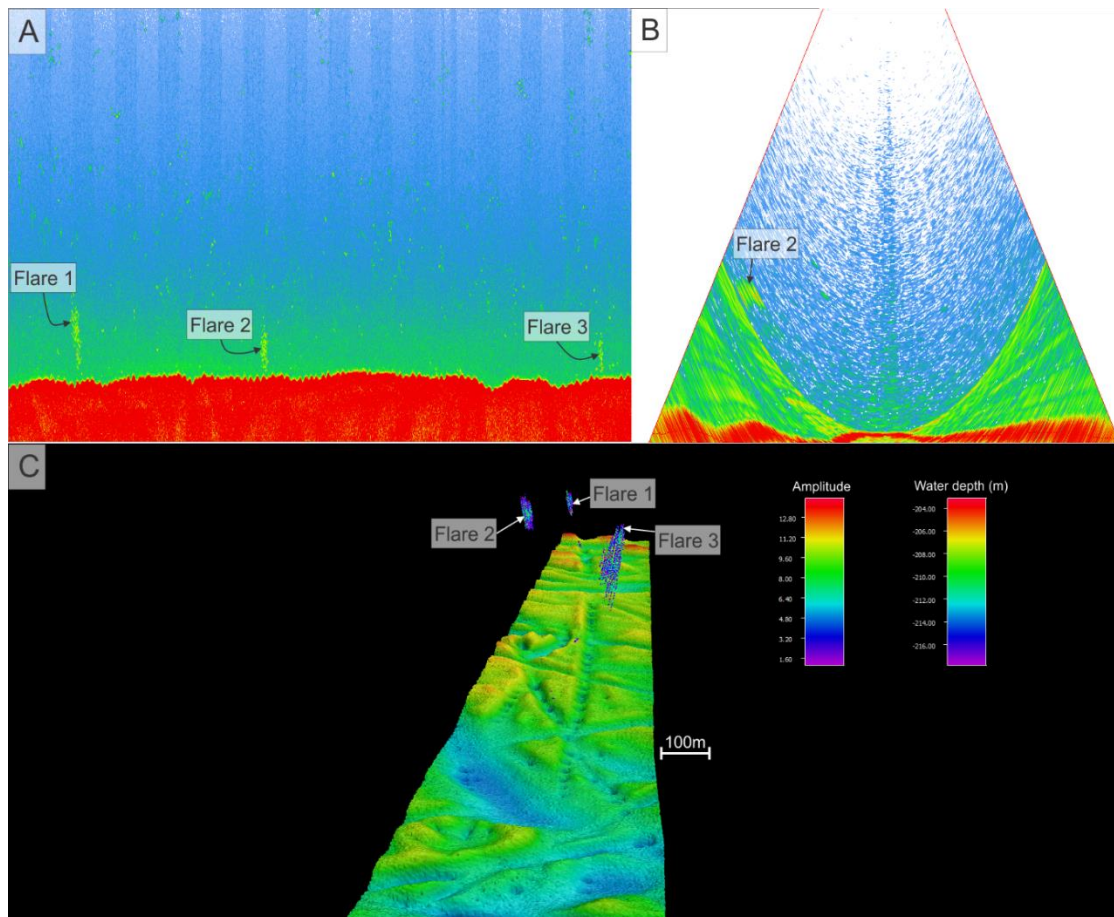 A
Flare 1
Flare 2
Flare 3
B
Flare 2
C
Flare 1
Flare 2
Flare 3
Amplitude
12.80
11.20
9.60
8.00
6.40
4.80
3.20
1.60
Water depth (m)
-204.00
-206.00
-208.00
-210.00
-212.00
-214.00
-216.00
100m